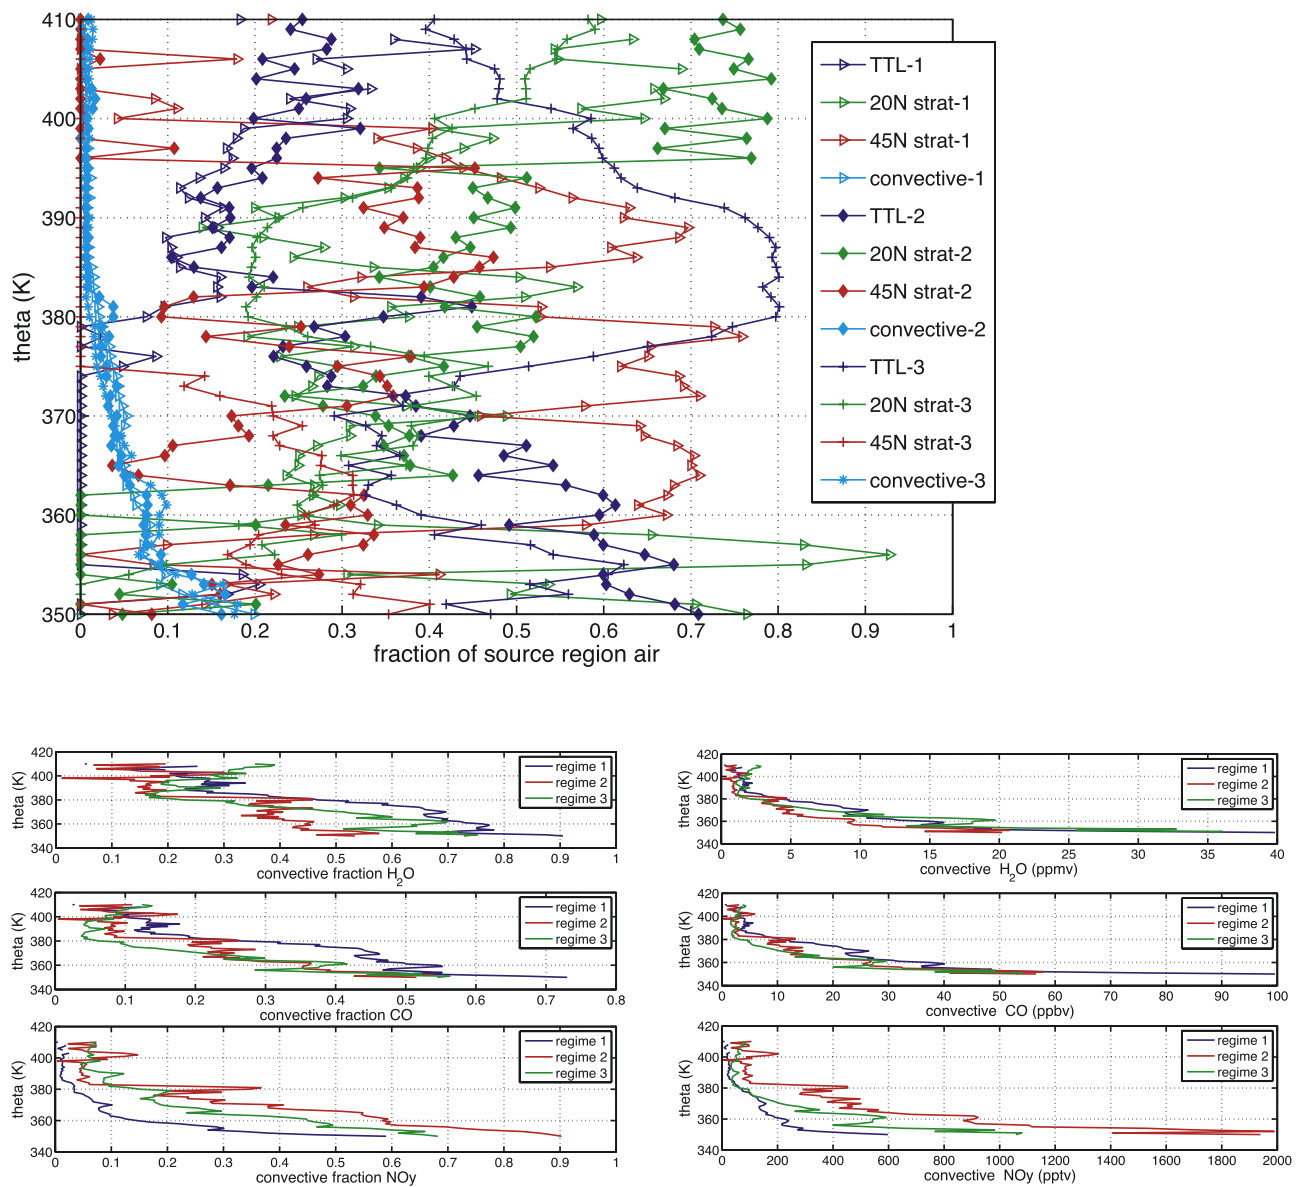 410
400
390
380
370
360
350
theta (K)
0 0.1 0.2 0.3 0.4 0.5 0.6 0.7 0.8 0.9 1
fraction of source region air
TTL-1
20N strat-1
45N strat-1
convective-1
TTL-2
20N strat-2
45N strat-2
convective-2
TTL-3
20N strat-3
45N strat-3
convective-3
420
400
380
360
340
theta (K)
regime 1
regime 2
regime 3
0 0.1 0.2 0.3 0.4 0.5 0.6 0.7 0.8 0.9 1
convective fraction H2O
420
400
380
360
340
theta (K)
regime 1
regime 2
regime 3
0 5 10 15 20 25 30 35 40
convective H2O (ppmv)
420
400
380
360
340
theta (K)
regime 1
regime 2
regime 3
0 0.1 0.2 0.3 0.4 0.5 0.6 0.7 0.8
convective fraction CO
420
400
380
360
340
theta (K)
regime 1
regime 2
regime 3
0 10 20 30 40 50 60 70 80 90 100
convective CO (ppbv)
420
400
380
360
340
theta (K)
regime 1
regime 2
regime 3
0 0.1 0.2 0.3 0.4 0.5 0.6 0.7 0.8 0.9 1
convective fraction NOy
420
400
380
360
340
theta (K)
regime 1
regime 2
regime 3
0 200 400 600 800 1000 1200 1400 1600 1800 2000
convective NOy (pptv)